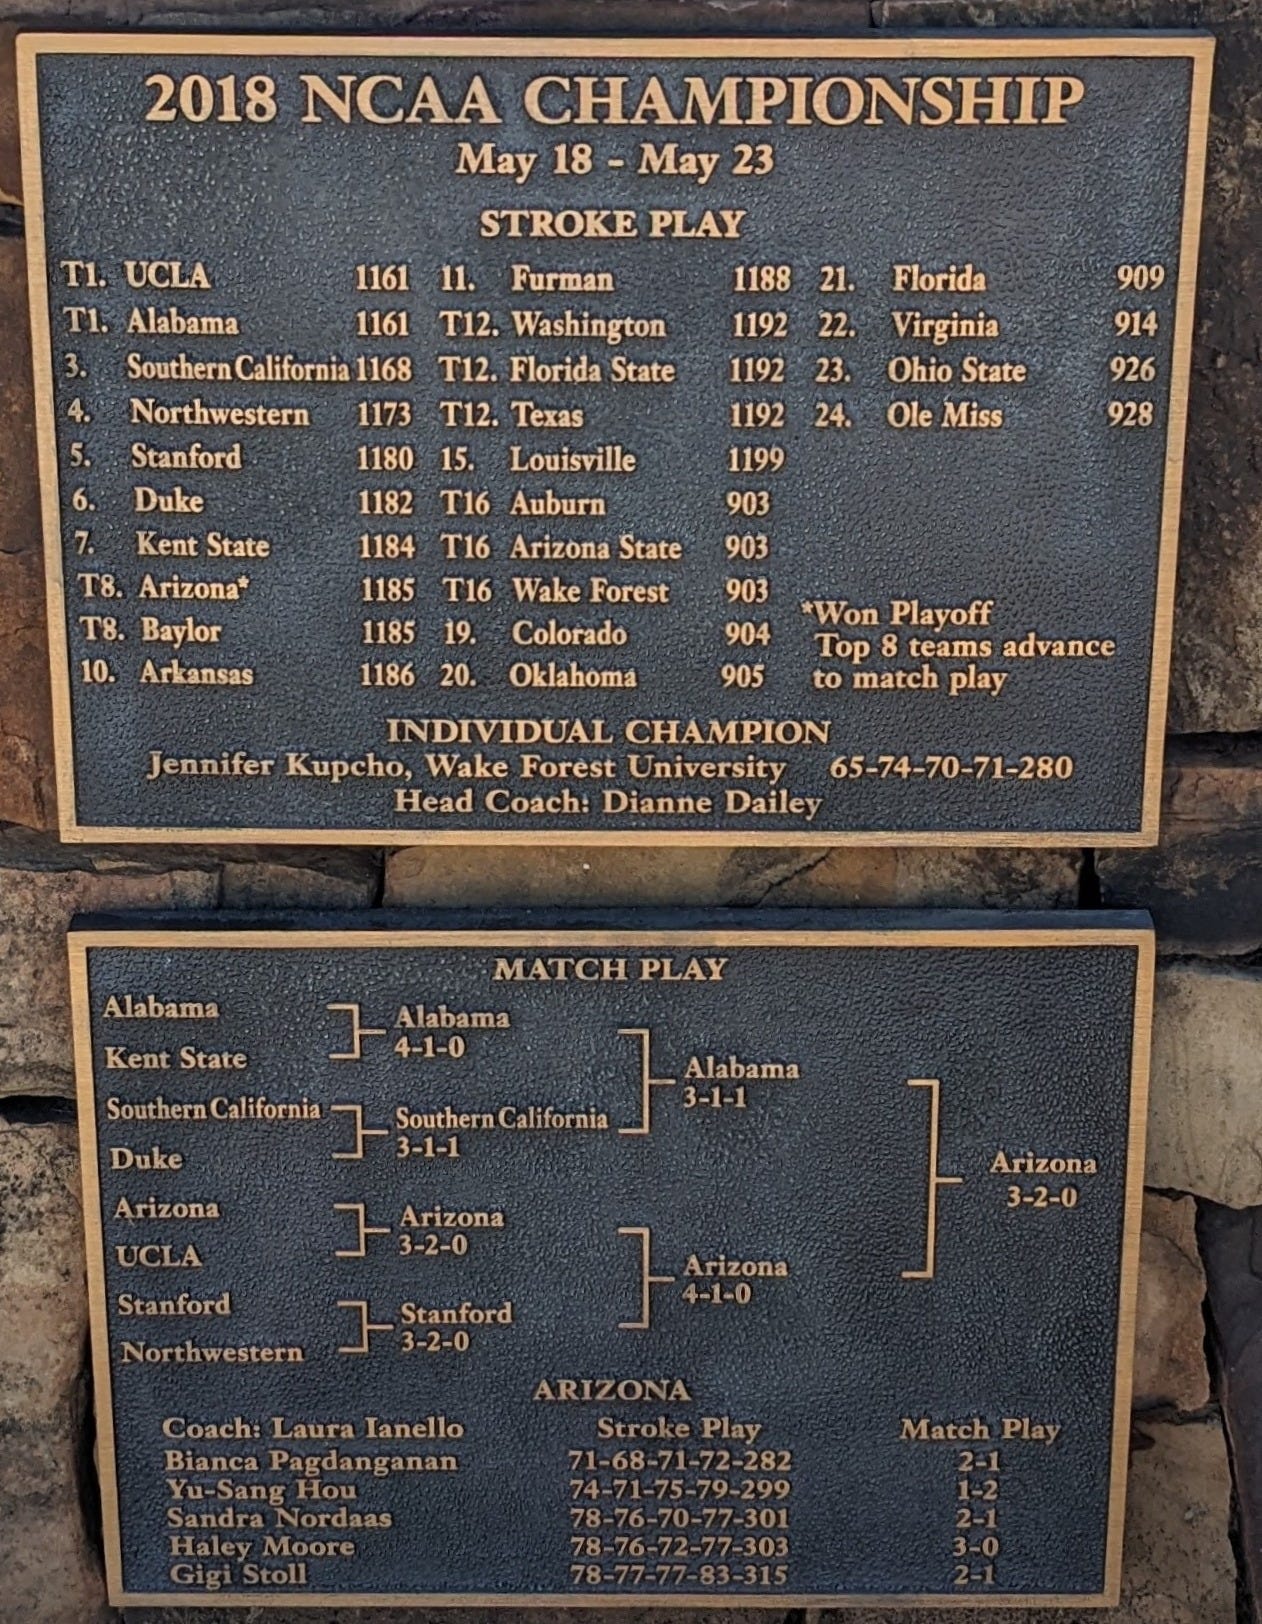 2018 NCAA CHAMPIONSHIP
May 18 - May 23
STROKE PLAY
T1. UCLA 1161 11. Furman 1188 21. Florida 909
T1. Alabama 1161 T12. Washington 1192 22. Virginia 914
3. Southern California 1168 T12. Florida State 1192 23. Ohio State 926
4. Northwestern 1173 T12. Texas 1192 24. Ole Miss 928
5. Stanford 1180 15. Louisville 1199
6. Duke 1182 T16 Auburn 903
7. Kent State 1184 T16 Arizona State 903
T8. Arizona* 1185 T16 Wake Forest 903
T8. Baylor 1185 19. Colorado 904
10. Arkansas 1186 20. Oklahoma 905
*Won Playoff
Top 8 teams advance
to match play
INDIVIDUAL CHAMPION
Jennifer Kupcho, Wake Forest University 65-74-70-71-280
Head Coach: Dianne Dailey
MATCH PLAY
Alabama
Kent State
Southern California
Duke
Arizona
UCLA
Stanford
Northwestern
Alabama
4-1-0
Southern California
3-1-1
Arizona
3-2-0
Stanford
3-2-0
Alabama
3-1-1
Arizona
4-1-0
Arizona
3-2-0
ARIZONA
Coach: Laura Ianello Stroke Play Match Play
Bianca Pagdanganan 71-68-71-72-282 2-1
Yu-Sang Hou 74-71-75-79-299 1-2
Sandra Nordaas 78-76-70-77-301 2-1
Haley Moore 78-76-72-77-303 3-0
Gigi Stoll 78-77-77-83-315 2-1